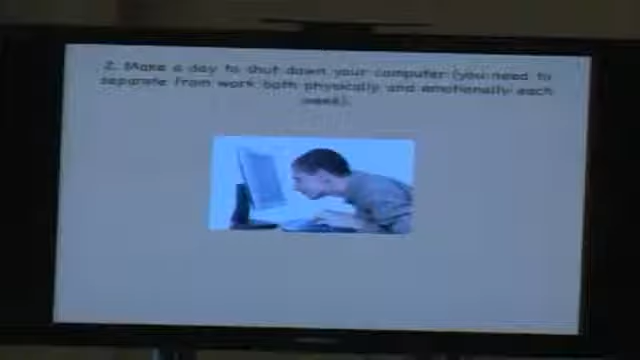 2. Make a day to shut down your computer (you need to
separate from work both physically and emotionally each
week).